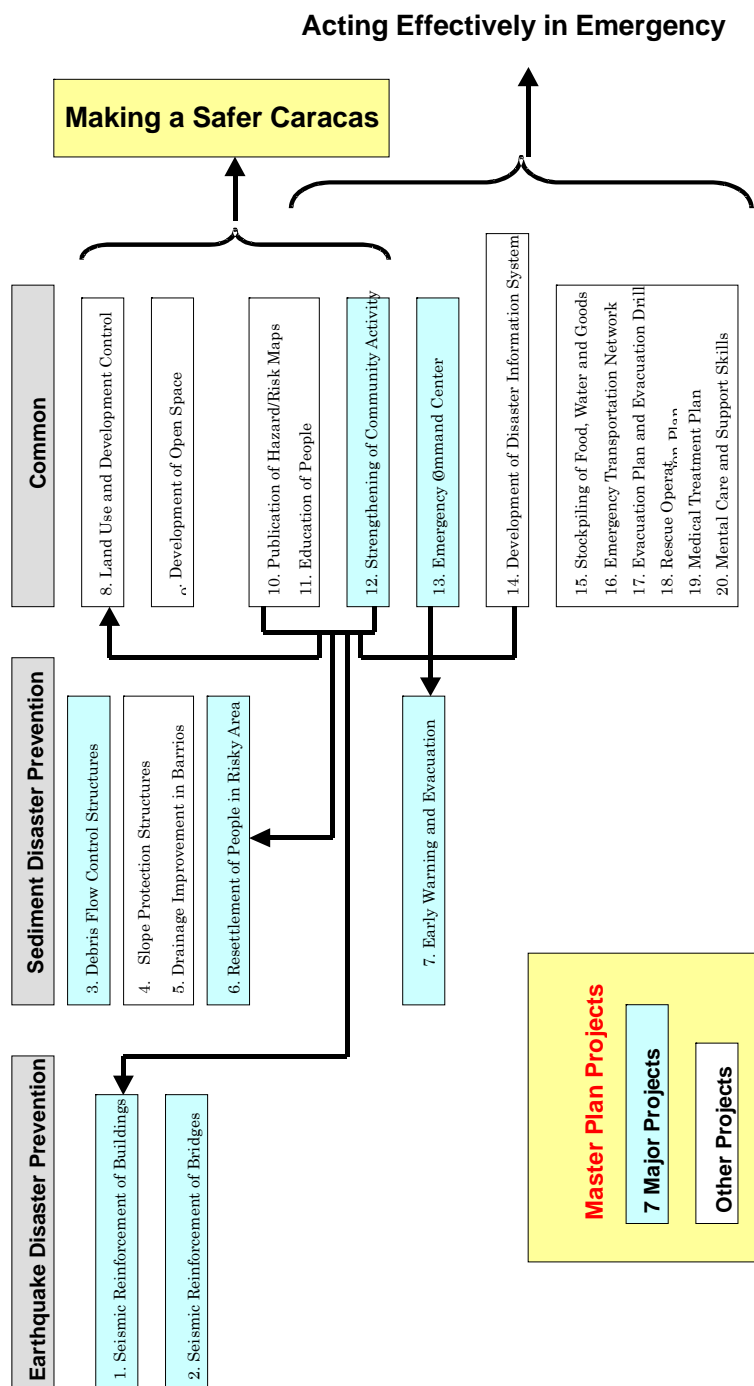 Acting Effectively in Emergency
Making a Safer Caracas
Earthquake Disaster Prevention
1. Seismic Reinforcement of Buildings
2. Seismic Reinforcement of Bridges
Sediment Disaster Prevention
3. Debris Flow Control Structures
4. Slope Protection Structures
5. Drainage Improvement in Barrios
6. Resettlement of People in Risky Area
7. Early Warning and Evacuation
Common
8. Land Use and Development Control
Development of Open Space
10. Publication of Hazard/Risk Maps
11. Education of People
12. Strengthening of Community Activity
13. Emergency Command Center
14. Development of Disaster Information System
15. Stockpiling of Food, Water and Goods
16. Emergency Transportation Network
17. Evacuation Plan and Evacuation Drill
18. Rescue Operation Plan
19. Medical Treatment Plan
20. Mental Care and Support Skills
Master Plan Projects
7 Major Projects
Other Projects